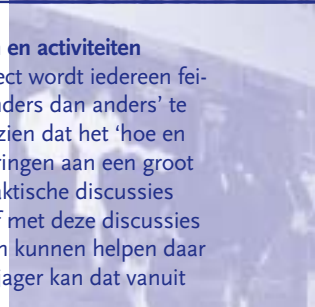 en activiteiten
ect wordt iedereen fei-
nders dan anders’ te
zien dat het ‘hoe en
ringen aan een groot
aktische discussies
f met deze discussies
n kunnen helpen daar
jager kan dat vanuit